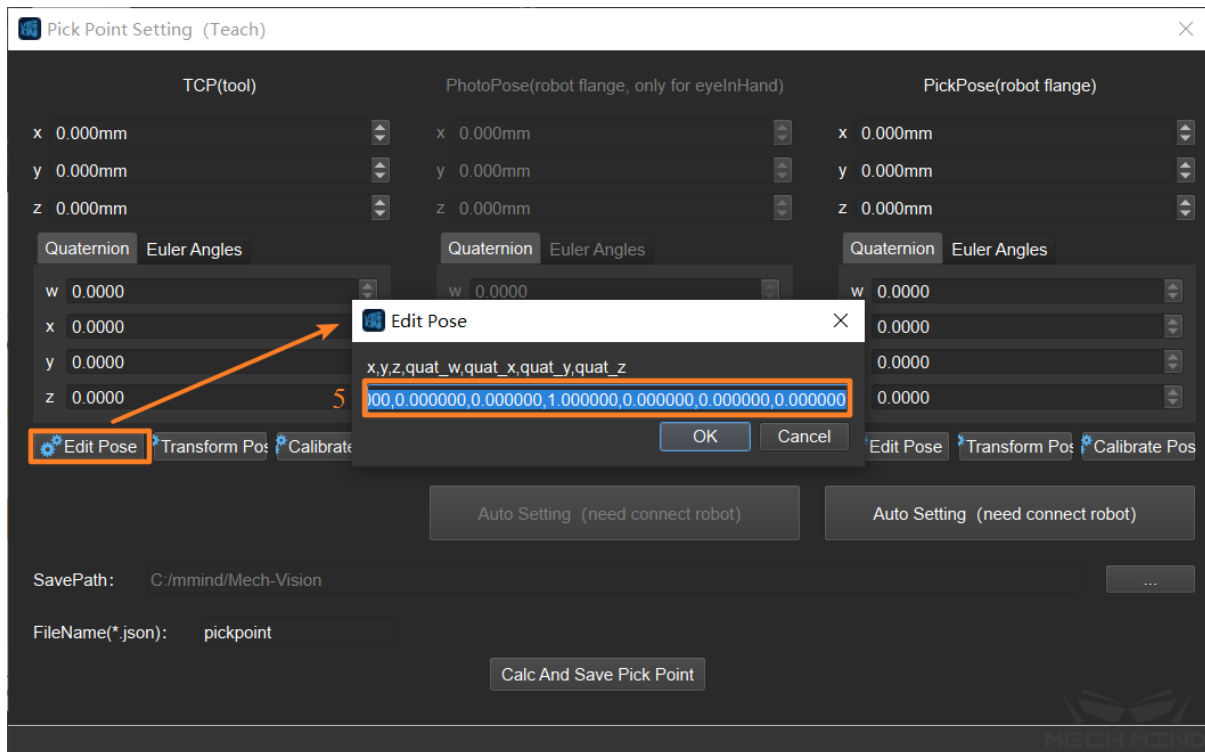 Pick Point Setting (Teach)
TCP(tool)
PhotoPose(robot flange, only for eyeInHand)
PickPose(robot flange)
x 0.000mm
x 0.000mm
x 0.000mm
y 0.000mm
y 0.000mm
y 0.000mm
z 0.000mm
z 0.000mm
z 0.000mm
Quaternion Euler Angles
Quaternion Euler Angles
Quaternion Euler Angles
w 0.0000
w 0.0000
w 0.0000
x 0.0000
0.0000
y 0.0000
0.0000
z 0.0000
0.0000
Edit Pose
x,y,z,quat_w,quat_x,quat_y,quat_z
5
000,0.000000,0.000000,1.000000,0.000000,0.000000,0.000000
OK Cancel
Edit Pose Transform Pos Calibrate
Edit Pose Transform Pos Calibrate Pos
Auto Setting (need connect robot)
Auto Setting (need connect robot)
SavePath: C:/mmind/Mech-Vision ...
FileName(*.json): pickpoint
Calc And Save Pick Point
MECH MIND